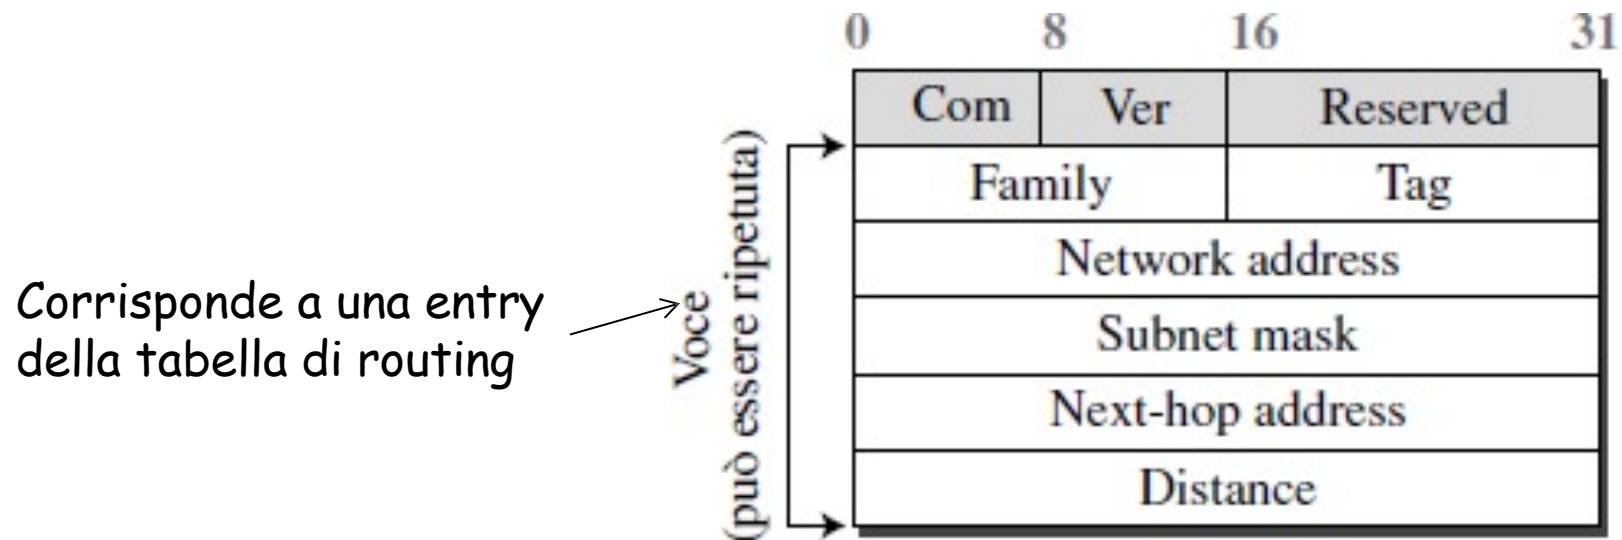 0 8 16 31
Com Ver Reserved
Family Tag
Network address
Subnet mask
Next-hop address
Distance
Voce
(può essere ripetuta)
Corrisponde a una entry
della tabella di routing